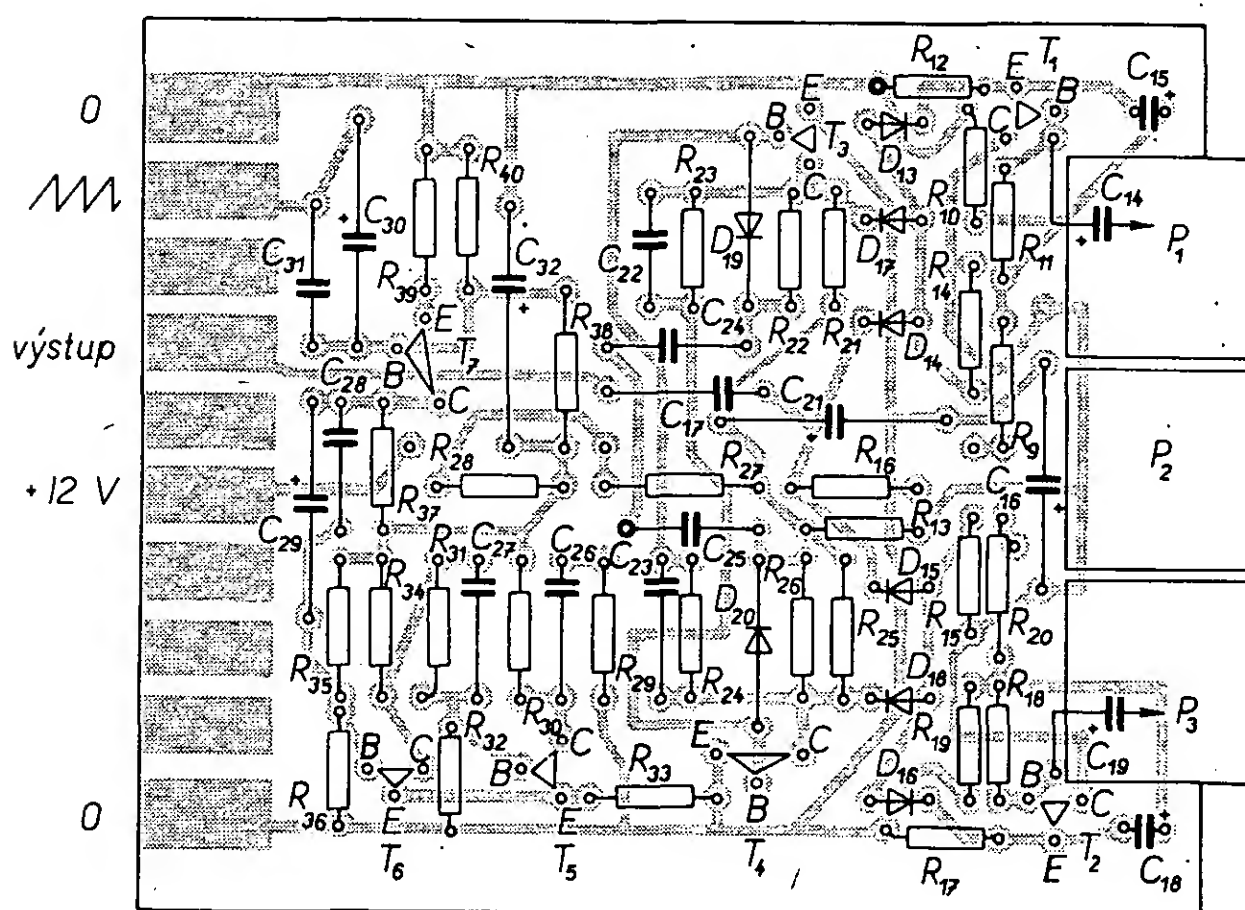 0
výstup
+12 V
0
R12
E
T1
C15
+
B
E
B
T3
C
D13
C
R40
R23
C
R10
C14
+
P1
C30
+
C31
R39
C32
+
C22
D19
D17
R14
R11
E
R38
C24
R22
R21
D14
T7
B
C
C28
C21
+
C17
R28
R27
R16
R9
P2
+
C29
R37
R13
C16
+
R31
C27
C26
C23
C25
R34
D20
R26
D15
R35
R29
R24
R25
R15
R20
D18
R30
R32
C
E
C
R19
R18
+
C19
P3
B
C
B
R33
D16
B
C
R36
E
E
B
+
T6
T5
T4
R17
E
T2
C18